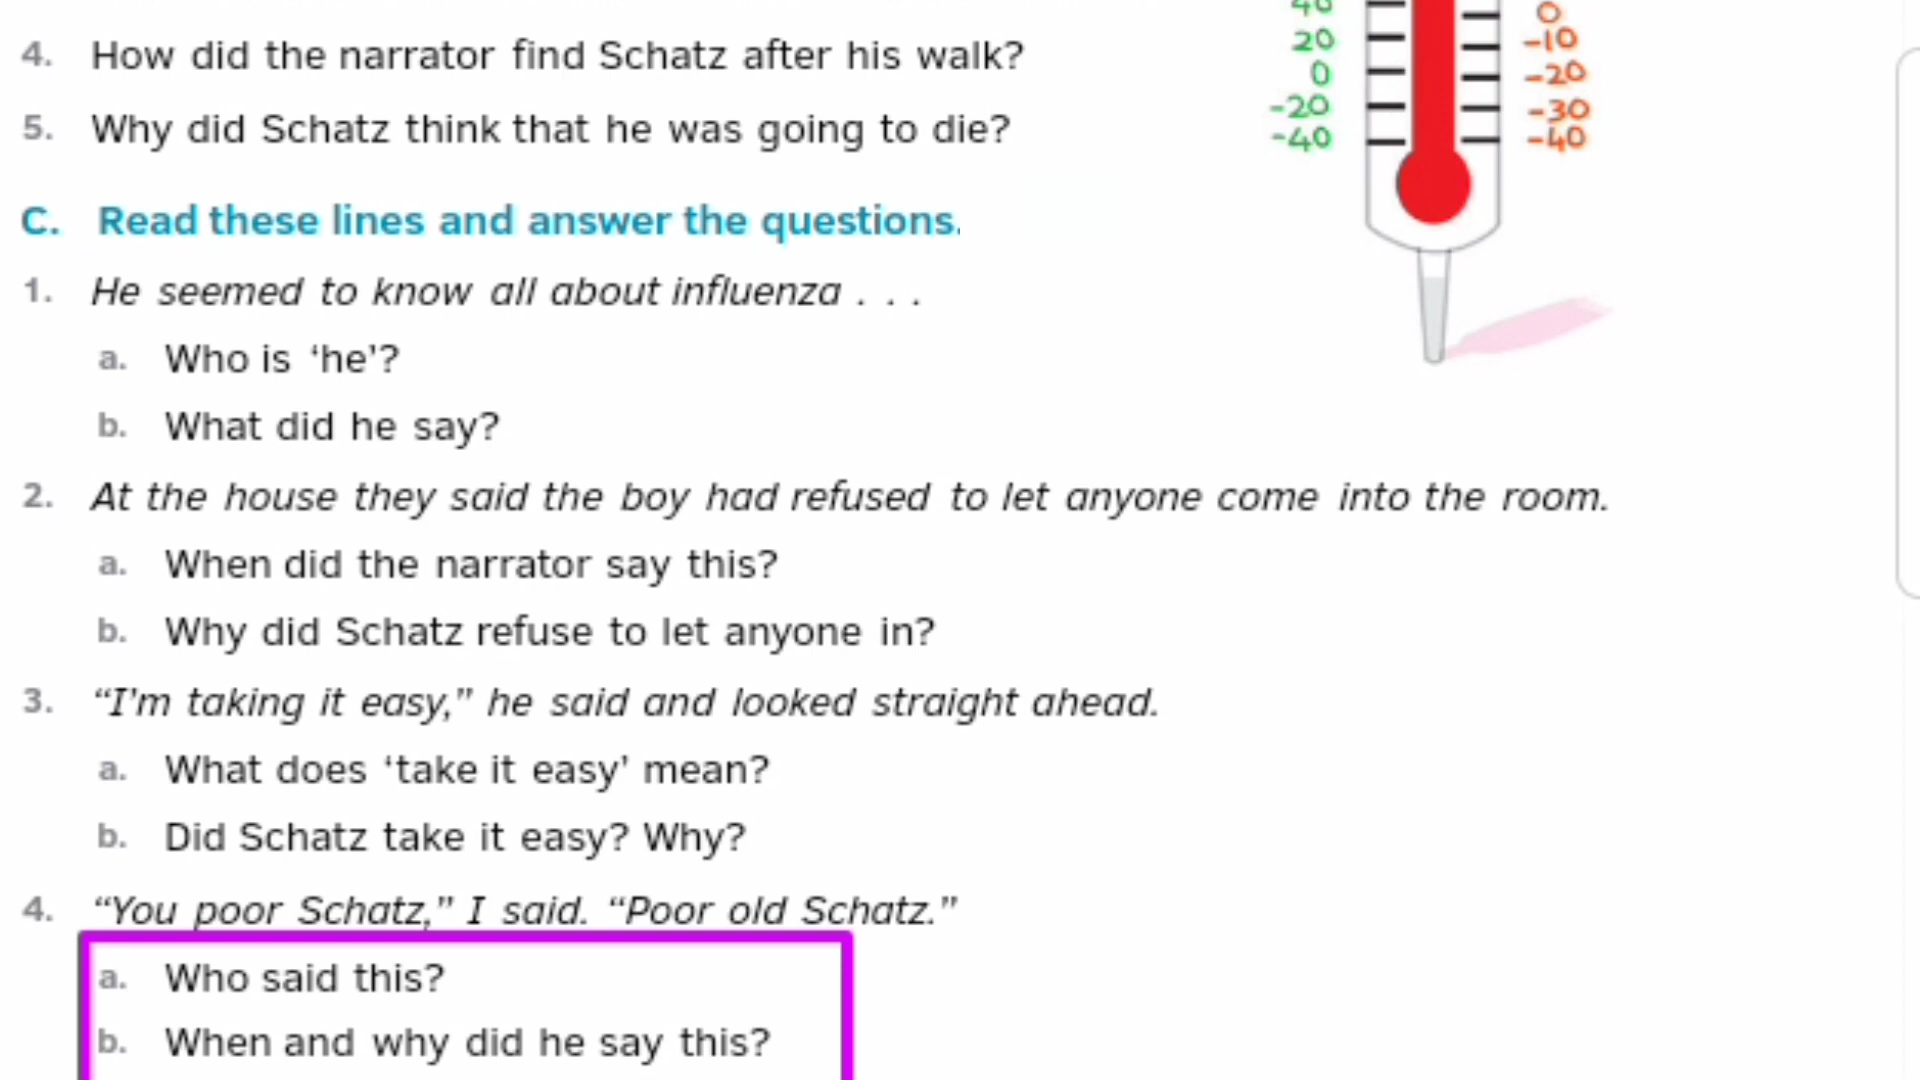 4. How did the narrator find Schatz after his walk?
5. Why did Schatz think that he was going to die?
40
20
0
-20
-40
0
-10
-20
-30
-40
C. Read these lines and answer the questions.
1. He seemed to know all about influenza . . .
a. Who is ‘he’?
b. What did he say?
2. At the house they said the boy had refused to let anyone come into the room.
a. When did the narrator say this?
b. Why did Schatz refuse to let anyone in?
3. “I’m taking it easy,” he said and looked straight ahead.
a. What does ‘take it easy’ mean?
b. Did Schatz take it easy? Why?
4. “You poor Schatz,” I said. “Poor old Schatz.”
a. Who said this?
b. When and why did he say this?